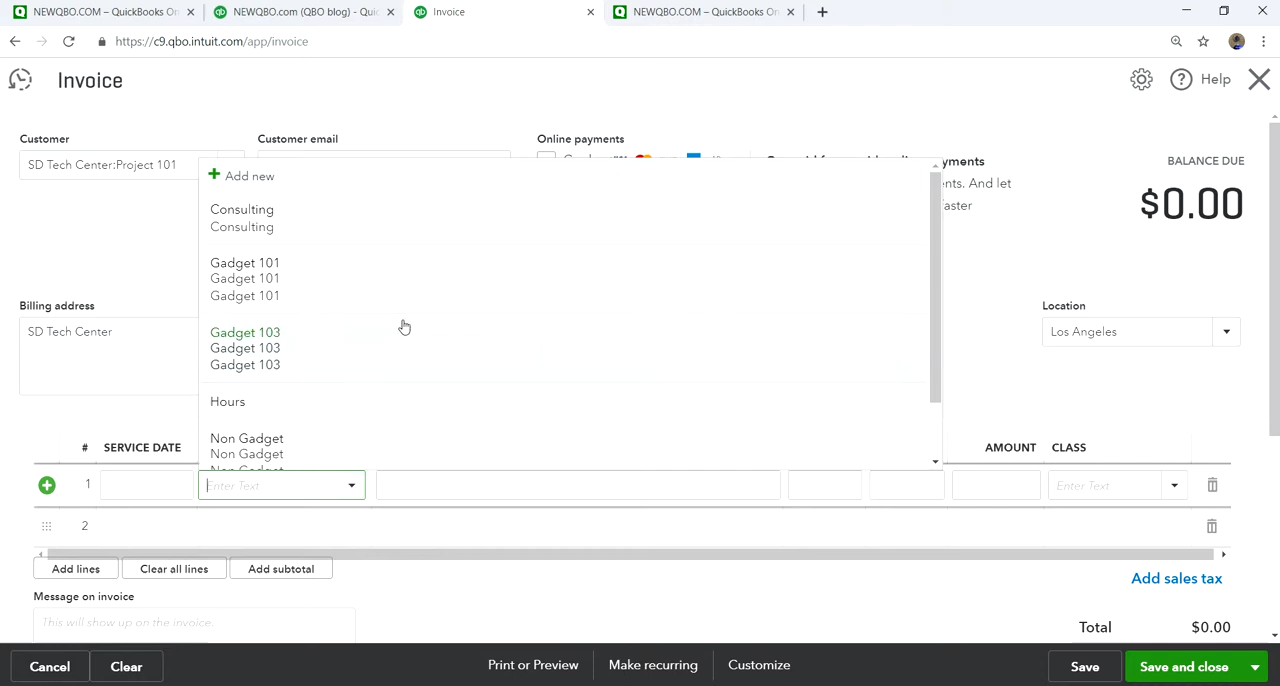 NEWQBO.COM – QuickBooks On
NEWQBO.com (QBO blog) - Quic
Invoice
NEWQBO.COM – QuickBooks On
https://c9.qbo.intuit.com/app/invoice
Invoice
Help
Customer
Customer email
Online payments
SD Tech Center:Project 101
BALANCE DUE
$0.00
Add new
Consulting
Consulting
Gadget 101
Gadget 101
Gadget 101
Gadget 103
Gadget 103
Gadget 103
Hours
Non Gadget
Non Gadget
Non Gadget
ents. And let
Billing address
SD Tech Center
Location
Los Angeles
# SERVICE DATE AMOUNT CLASS
1 Enter Text Enter Text
2
Add lines Clear all lines Add subtotal
Add sales tax
Message on invoice
This will show up on the invoice.
Total $0.00
Cancel Clear Print or Preview Make recurring Customize Save Save and close